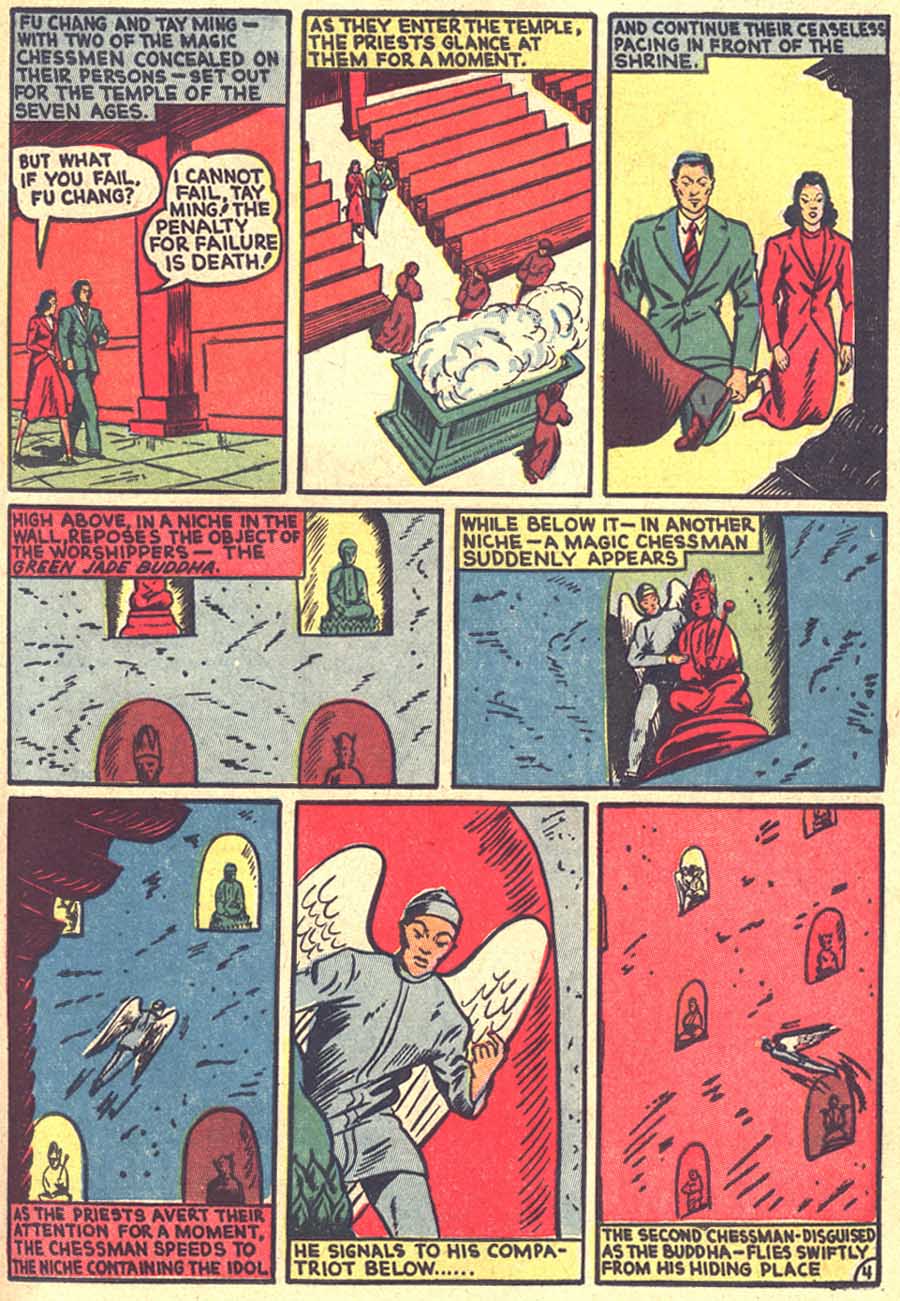 FU CHANG AND TAY MING —
WITH TWO OF THE MAGIC
CHESSMEN CONCEALED ON
THEIR PERSONS — SET OUT
FOR THE TEMPLE OF THE
SEVEN AGES.
BUT WHAT
IF YOU FAIL,
FU CHANG?
I CANNOT
FAIL, TAY
MING! THE
PENALTY
FOR FAILURE
IS DEATH!
AS THEY ENTER THE TEMPLE,
THE PRIESTS GLANCE AT
THEM FOR A MOMENT.
AND CONTINUE THEIR CEASELESS
PACING IN FRONT OF THE
SHRINE.
HIGH ABOVE, IN A NICHE IN THE
WALL, REPOSES THE OBJECT OF
THE WORSHIPPERS — THE
GREEN JADE BUDDHA.
WHILE BELOW IT — IN ANOTHER
NICHE — A MAGIC CHESSMAN
SUDDENLY APPEARS
AS THE PRIESTS AVERT THEIR
ATTENTION FOR A MOMENT,
THE CHESSMAN SPEEDS TO
THE NICHE CONTAINING THE IDOL
HE SIGNALS TO HIS COMPA-
TRIOT BELOW......
THE SECOND CHESSMAN-DISGUISED
AS THE BUDDHA—FLIES SWIFTLY
FROM HIS HIDING PLACE
4